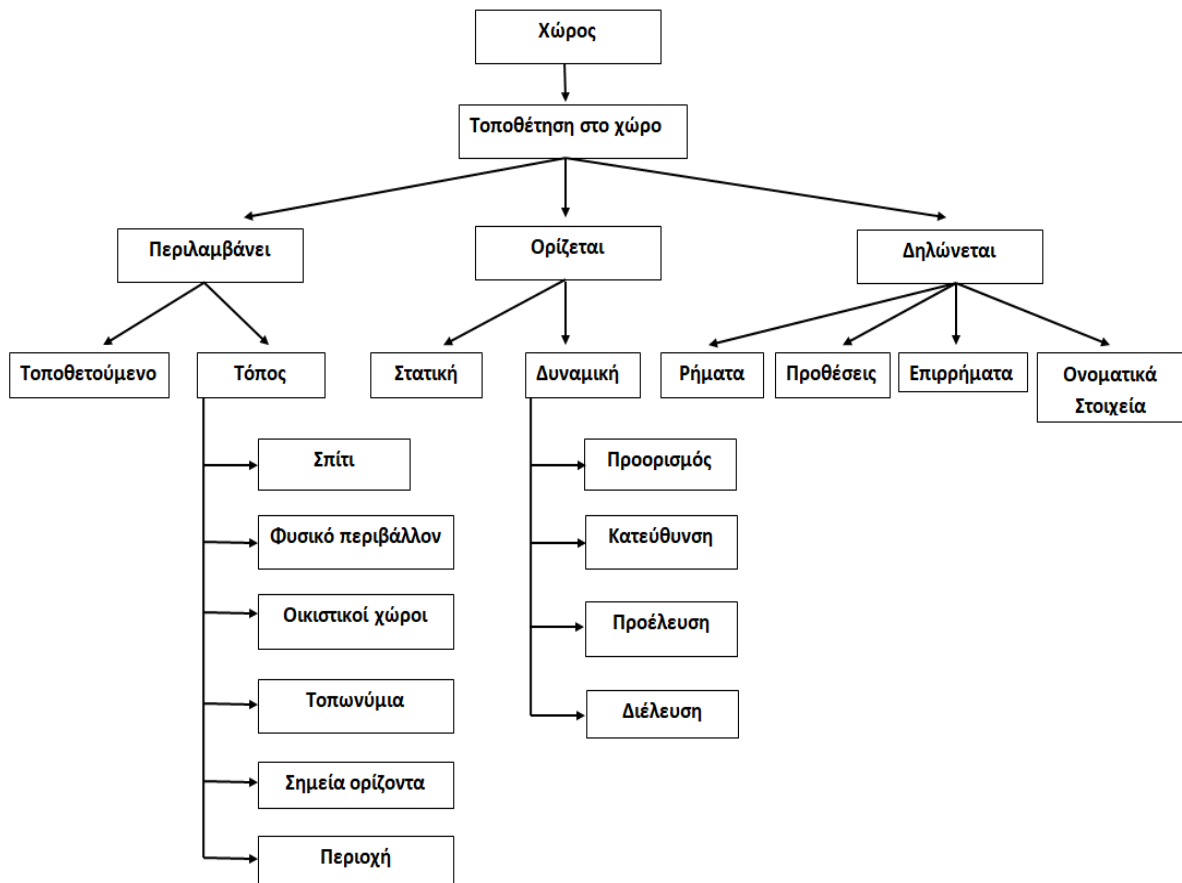 Χώρος
Τοποθέτηση στο χώρο
Περιλαμβάνει
Ορίζεται
Δηλώνεται
Τοποθετούμενο
Τόπος
Στατική
Δυναμική
Ρήματα
Προθέσεις
Επιρρήματα
Ονοματικά
Στοιχεία
Σπίτι
Φυσικό περιβάλλον
Οικιστικοί χώροι
Τοπωνύμια
Σημεία ορίζοντα
Περιοχή
Προορισμός
Κατεύθυνση
Προέλευση
Διέλευση